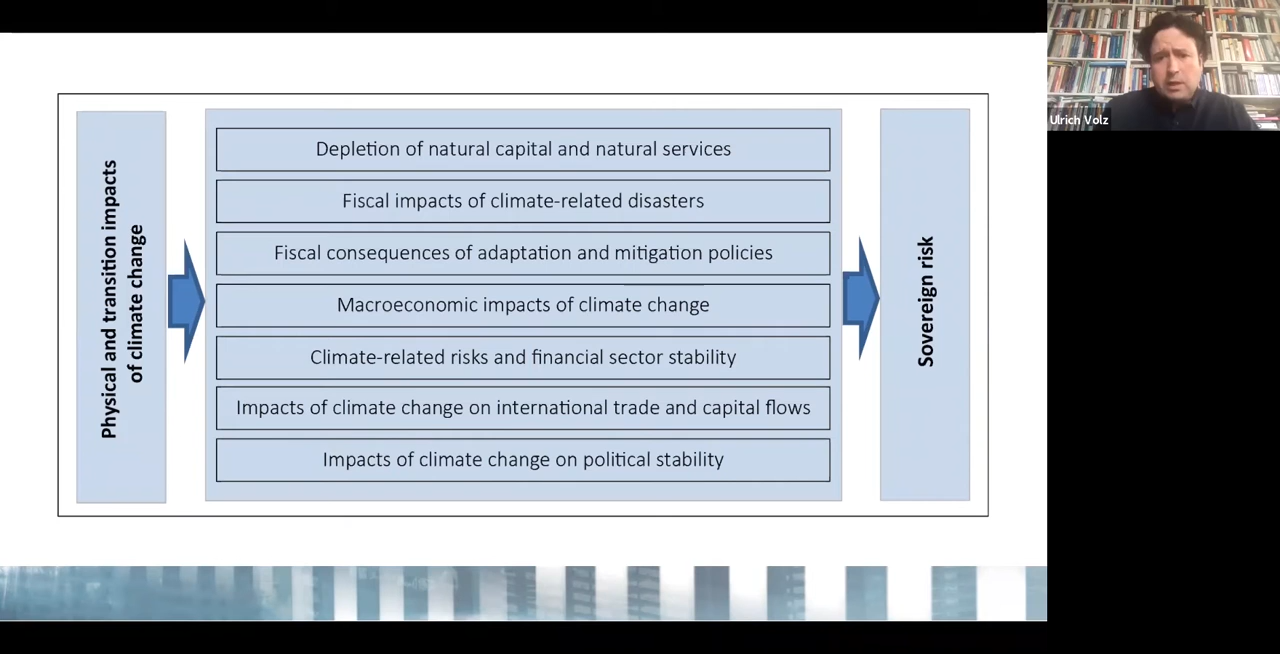 Physical and transition impacts
of climate change
Depletion of natural capital and natural services
Fiscal impacts of climate-related disasters
Fiscal consequences of adaptation and mitigation policies
Macroeconomic impacts of climate change
Climate-related risks and financial sector stability
Impacts of climate change on international trade and capital flows
Impacts of climate change on political stability
Sovereign risk
Ulrich Volz